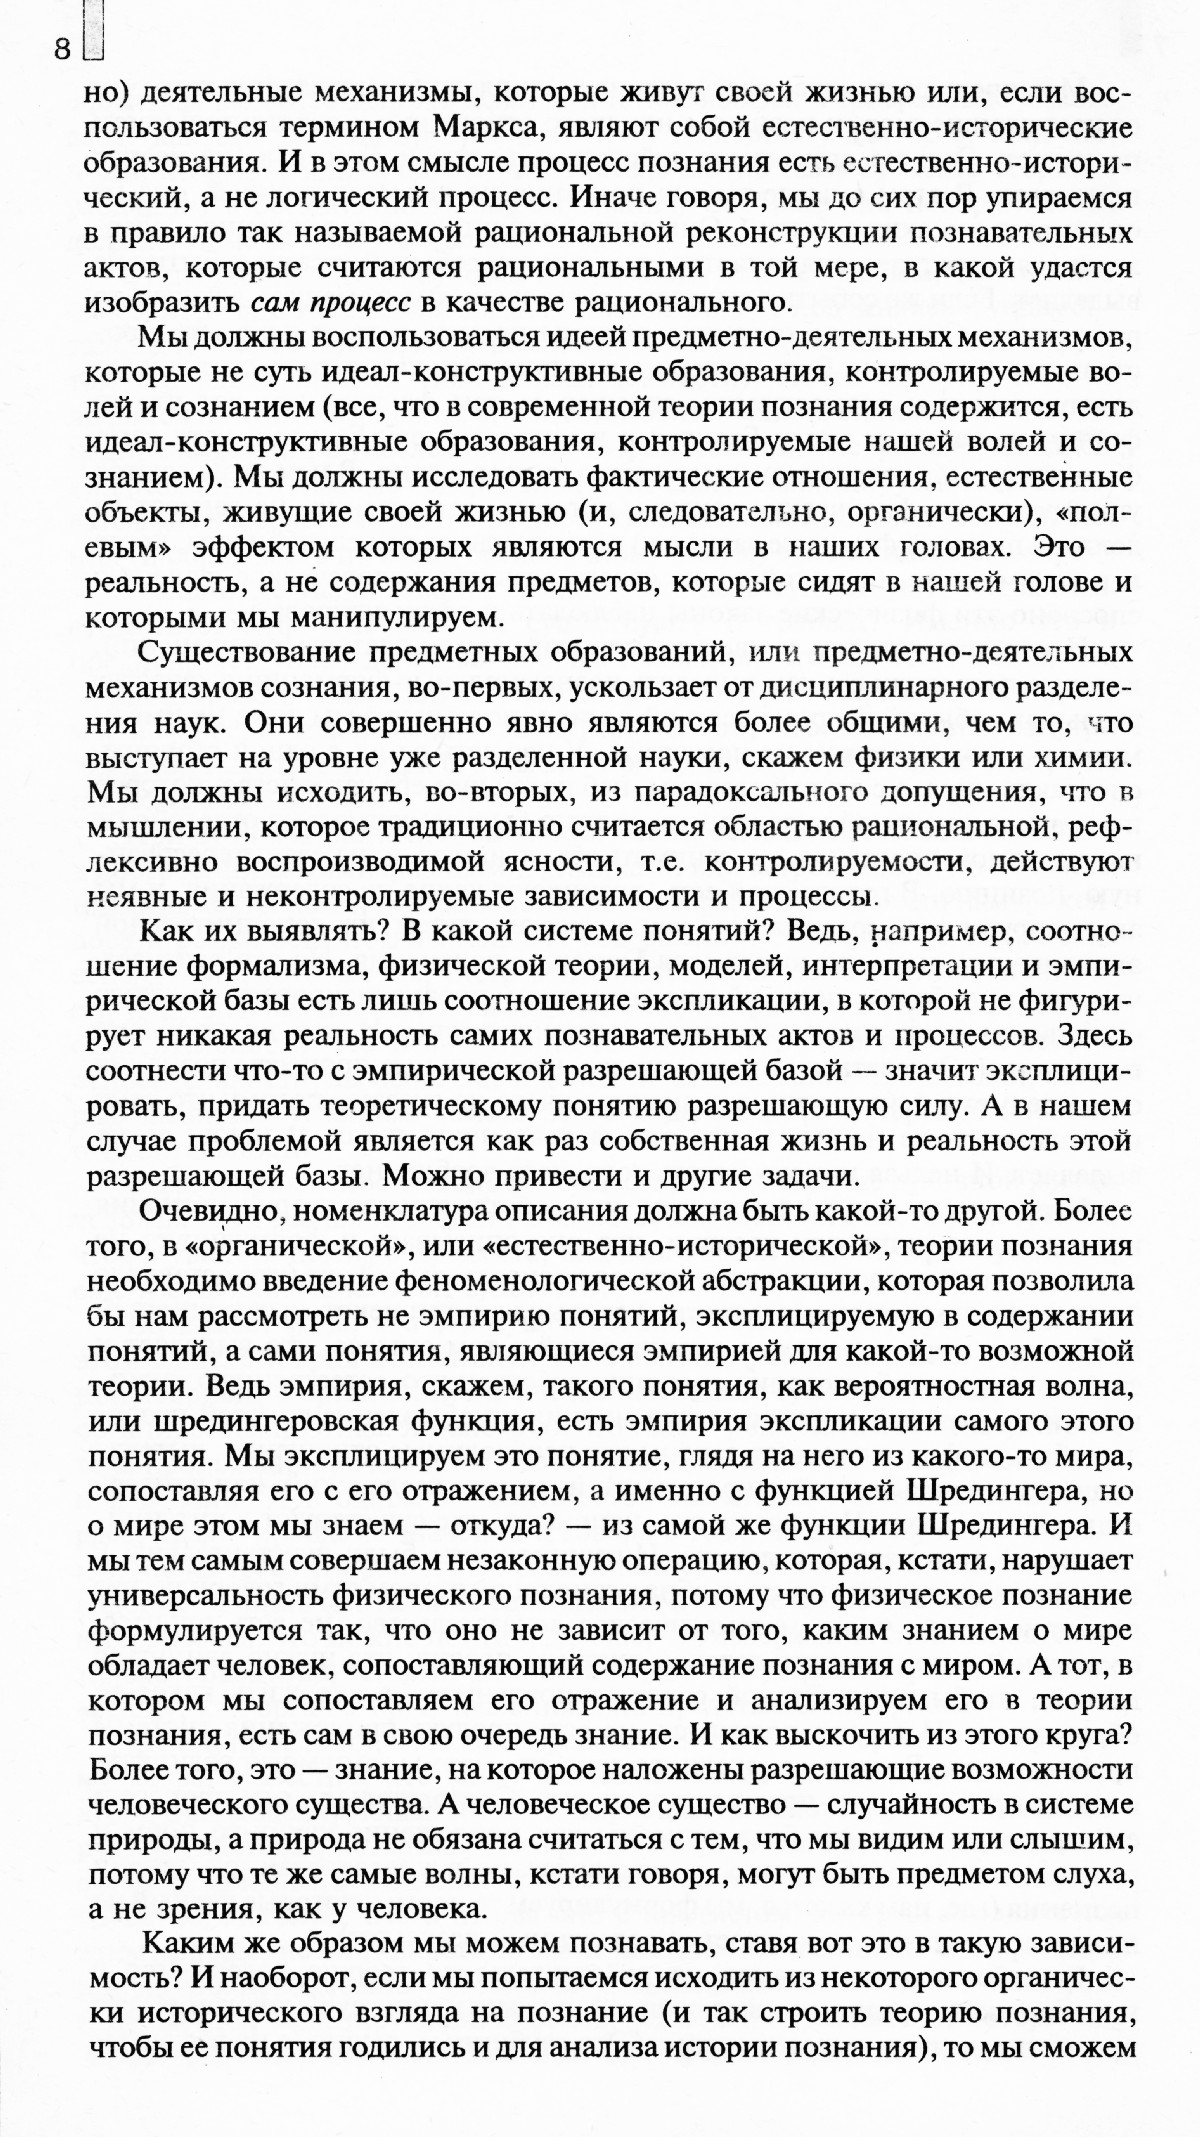 8
но) деятельные механизмы, которые живут своей жизнью или, если вос-
пользоваться термином Маркса, являют собой естественно-исторические
образования. И в этом смысле процесс познания есть естественно-истори-
ческий, а не логический процесс. Иначе говоря, мы до сих пор упираемся
в правило так называемой рациональной реконструкции познавательных
актов, которые считаются рациональными в той мере, в какой удастся
изобразить сам процесс в качестве рационального.
Мы должны воспользоваться идеей предметно-деятельных механизмов,
которые не суть идеал-конструктивные образования, контролируемые во-
лей и сознанием (все, что в современной теории познания содержится, есть
идеал-конструктивные образования, контролируемые нашей волей и со-
знанием). Мы должны исследовать фактические отношения, естественные
объекты, живущие своей жизнью (и, следовательно, органически), «пол-
евым» эффектом которых являются мысли в наших головах. Это —
реальность, а не содержания предметов, которые сидят в нашей голове и
которыми мы манипулируем.
Существование предметных образований, или предметно-деятельных
механизмов сознания, во-первых, ускользает от дисциплинарного разделе-
ния наук. Они совершенно явно являются более общими, чем то, что
выступает на уровне уже разделенной науки, скажем физики или химии.
Мы должны исходить, во-вторых, из парадоксального допущения, что в
мышлении, которое традиционно считается областью рациональной, реф-
лексивно воспроизводимой ясности, т.е. контролируемости, действуют
неявные и неконтролируемые зависимости и процессы.
Как их выявлять? В какой системе понятий? Ведь, например, соотно-
шение формализма, физической теории, моделей, интерпретации и эмпи-
рической базы есть лишь соотношение экспликации, в которой не фигури-
рует никакая реальность самих познавательных актов и процессов. Здесь
соотнести что-то с эмпирической разрешающей базой — значит эксплици-
ровать, придать теоретическому понятию разрешающую силу. А в нашем
случае проблемой является как раз собственная жизнь и реальность этой
разрешающей базы. Можно привести и другие задачи.
Очевидно, номенклатура описания должна быть какой-то другой. Более
того, в «органической», или «естественно-исторической», теории познания
необходимо введение феноменологической абстракции, которая позволила
бы нам рассмотреть не эмпирию понятий, эксплицируемую в содержании
понятий, а сами понятия, являющиеся эмпирией для какой-то возможной
теории. Ведь эмпирия, скажем, такого понятия, как вероятностная волна,
или шредингеровская функция, есть эмпирия экспликации самого этого
понятия. Мы эксплицируем это понятие, глядя на него из какого-то мира,
сопоставляя его с его отражением, а именно с функцией Шредингера, но
о мире этом мы знаем — откуда? — из самой же функции Шредингера. И
мы тем самым совершаем незаконную операцию, которая, кстати, нарушает
универсальность физического познания, потому что физическое познание
формулируется так, что оно не зависит от того, каким знанием о мире
обладает человек, сопоставляющий содержание познания с миром. А тот, в
котором мы сопоставляем его отражение и анализируем его в теории
познания, есть сам в свою очередь знание. И как выскочить из этого круга?
Более того, это — знание, на которое наложены разрешающие возможности
человеческого существа. А человеческое существо — случайность в системе
природы, а природа не обязана считаться с тем, что мы видим или слышим,
потому что те же самые волны, кстати говоря, могут быть предметом слуха,
а не зрения, как у человека.
Каким же образом мы можем познавать, ставя вот это в такую зависи-
мость? И наоборот, если мы попытаемся исходить из некоторого органичес-
ки исторического взгляда на познание (и так строить теорию познания,
чтобы ее понятия годились и для анализа истории познания), то мы сможем